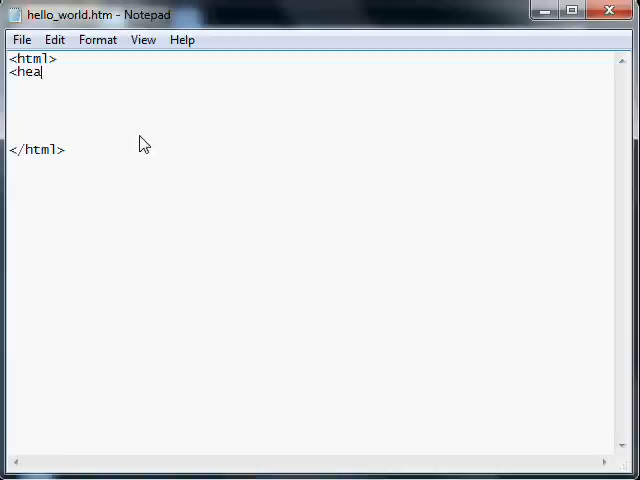 hello_world.htm - Notepad
File Edit Format View Help
<html>
<hea
</html>